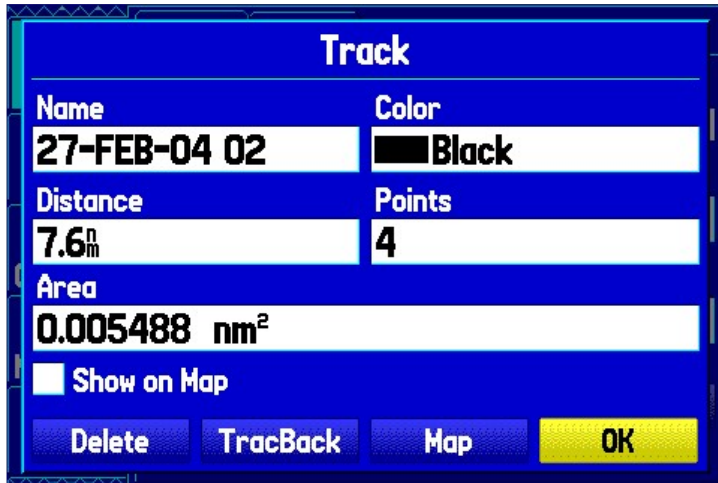 Track
Name Color
27-FEB-04 02 Black
Distance Points
7.6nm 4
Area
0.005488 nm²
Show on Map
Delete TracBack Map OK